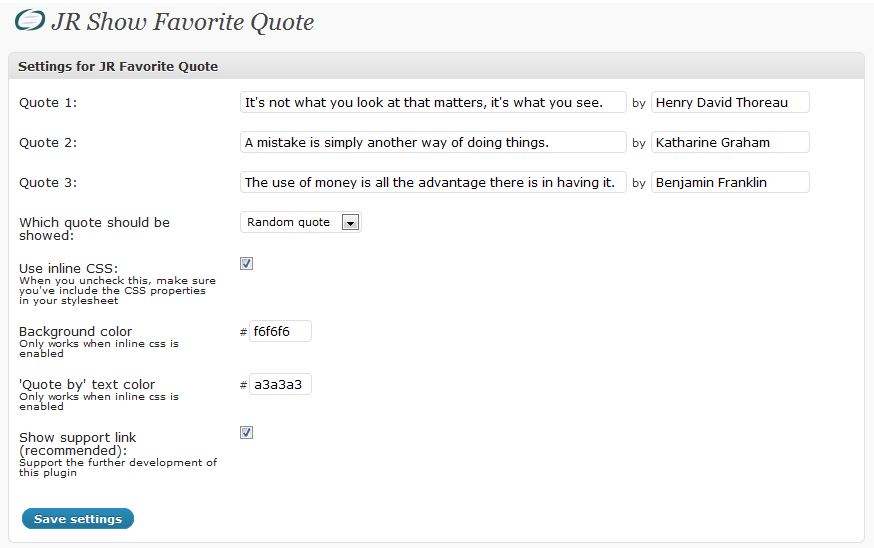 JR Show Favorite Quote
Settings for JR Favorite Quote
Quote 1: It's not what you look at that matters, it's what you see. by Henry David Thoreau
Quote 2: A mistake is simply another way of doing things. by Katharine Graham
Quote 3: The use of money is all the advantage there is in having it. by Benjamin Franklin
Which quote should be Random quote
showed:
Use inline CSS:
When you uncheck this, make sure
you've include the CSS properties
in your stylesheet
Background color # f6f6f6
Only works when inline css is
enabled
'Quote by' text color # a3a3a3
Only works when inline css is
enabled
Show support link
(recommended):
Support the further development of
this plugin
Save settings